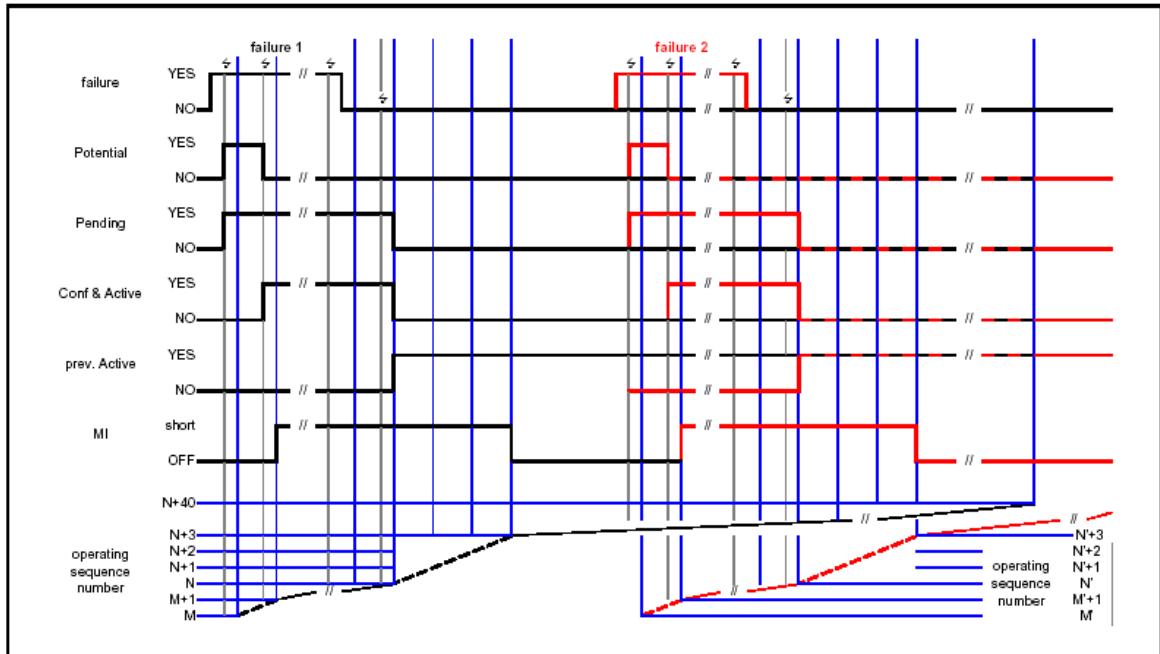 failure 1
failure 2
failure
YES
NO
Potential
YES
NO
Pending
YES
NO
Conf & Active
YES
NO
prev. Active
YES
NO
MI
short
OFF
N+40
N+3
N+2
N+1
N
M+1
M
operating
sequence
number
operating
sequence
number
N'+3
N'+2
N'+1
N'
M'+1
M'